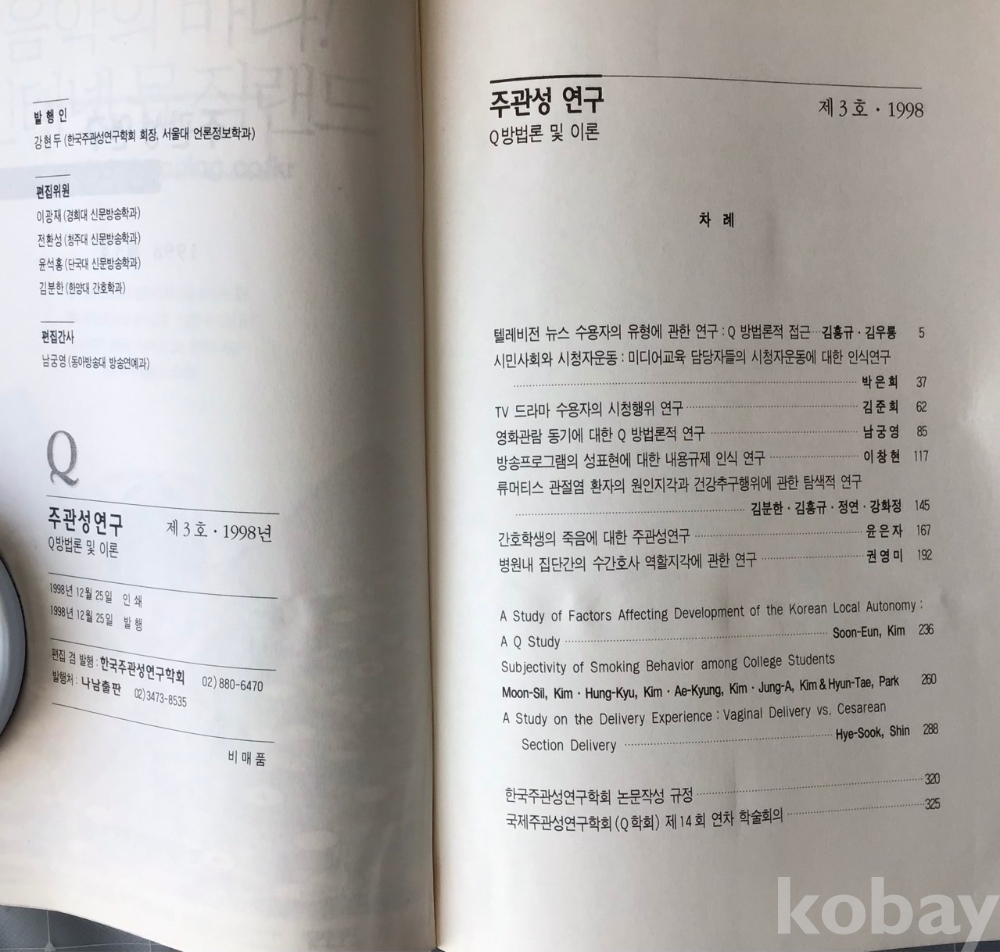 발행인
강현두 (한국주관성연구학회 회장, 서울대 언론정보학과)
편집위원
이광재 (경희대 신문방송학과)
전환성 (청주대 신문방송학과)
윤석홍 (단국대 신문방송학과)
김분한 (한양대 간호학과)
편집간사
남궁영 (동아방송대 방송연예과)
Q
주관성연구 제3호·1998년
Q방법론 및 이론
1998년 12월 25일 인쇄
1998년 12월 25일 발행
편집 겸 발행 : 한국주관성연구학회 02) 880-6470
발행처 : 나남출판 02) 3473-8535
비매품
주관성 연구 제3호·1998
Q방법론 및 이론
차례
텔레비전 뉴스 수용자의 유형에 관한 연구 : Q 방법론적 접근 김흥규·김우룡 5
시민사회와 시청자운동 : 미디어교육 담당자들의 시청자운동에 대한 인식연구
박은희 37
TV 드라마 수용자의 시청행위 연구 김준희 62
영화관람 동기에 대한 Q 방법론적 연구 남궁영 85
방송프로그램의 성표현에 대한 내용규제 인식 연구 이창현 117
류머티스 관절염 환자의 원인지각과 건강추구행위에 관한 탐색적 연구
김분한·김흥규·정연·강화정 145
간호학생의 죽음에 대한 주관성연구 윤은자 167
병원내 집단간의 수간호사 역할지각에 관한 연구 권영미 192
A Study of Factors Affecting Development of the Korean Local Autonomy :
A Q Study Soon-Eun, Kim 236
Subjectivity of Smoking Behavior among College Students
Moon-Sil, Kim · Hung-Kyu, Kim · Ae-Kyung, Kim · Jung-A, Kim & Hyun-Tae, Park 260
A Study on the Delivery Experience : Vaginal Delivery vs. Cesarean
Section Delivery Hye-Sook, Shin 288
한국주관성연구학회 논문작성 규정 320
국제주관성연구학회 (Q학회) 제14회 연차 학술회의 325
kobay